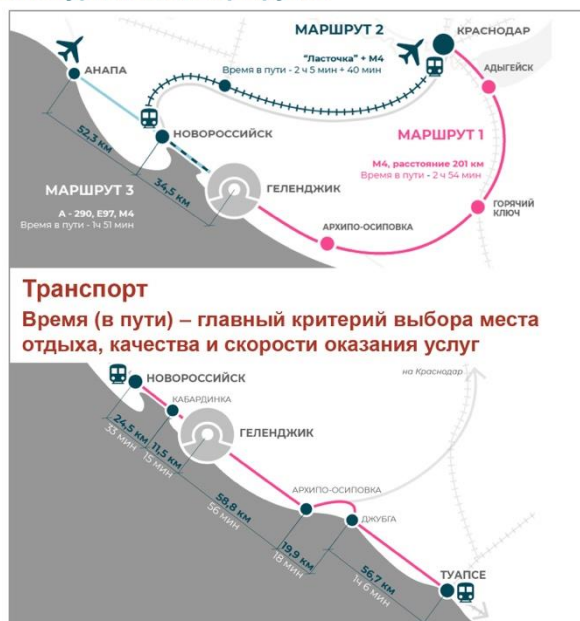 МАРШРУТ 2
КРАСНОДАР
"Ласточка" + М4
Время в пути - 2 ч 5 мин + 40 мин
АДЫГЕЙСК
АНАПА
НОВОРОССИЙСК
52,3 км
МАРШРУТ 1
М4, расстояние 201 км
Время в пути - 2 ч 54 мин
МАРШРУТ 3
34,5 км
ГЕЛЕНДЖИК
А - 290, Е97, М4
Время в пути - 1ч 51 мин
АРХИПО-ОСИПОВКА
ГОРЯЧИЙ
КЛЮЧ
Транспорт
Время (в пути) – главный критерий выбора места
отдыха, качества и скорости оказания услуг
на Краснодар
НОВОРОССИЙСК
КАБАРДИНКА
ГЕЛЕНДЖИК
24,5 км
33 мин
11,5 км
15 мин
58,8 км
56 мин
АРХИПО-ОСИПОВКА
ДЖУБГА
19,9 км
18 мин
56,7 км
1ч 6 мин
ТУАПСЕ